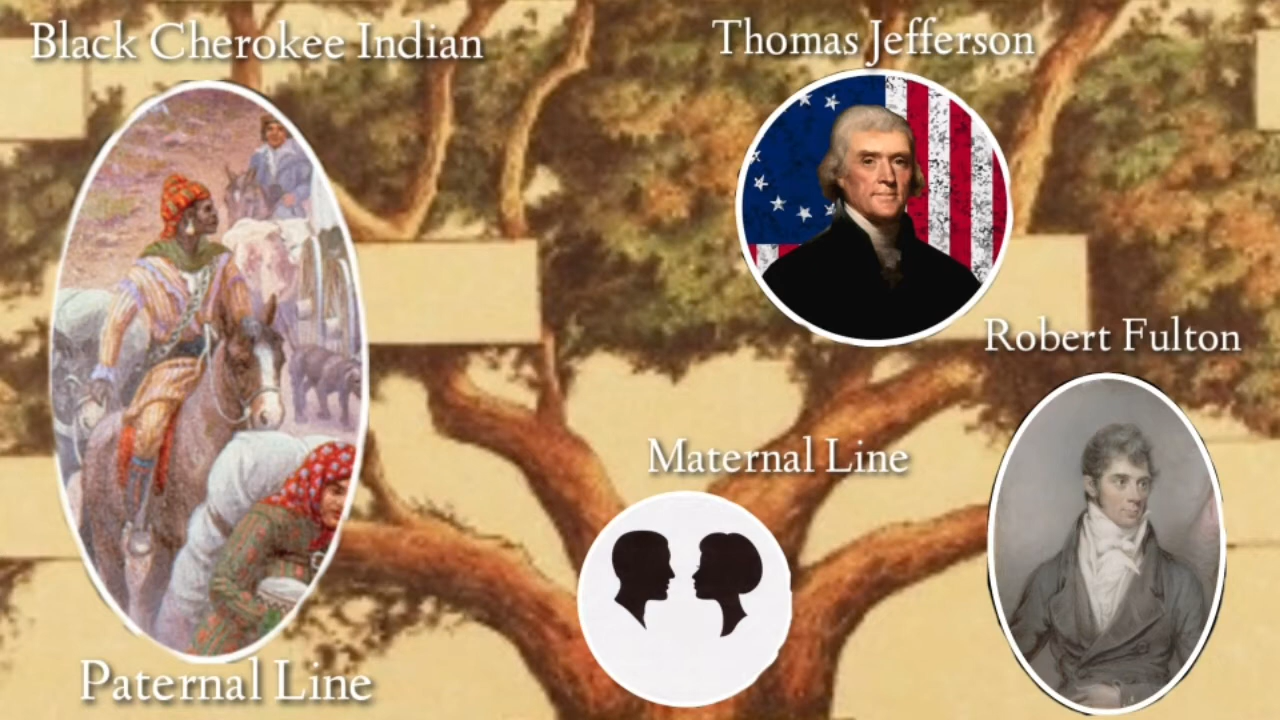 Black Cherokee Indian
Thomas Jefferson
Robert Fulton
Maternal Line
Paternal Line